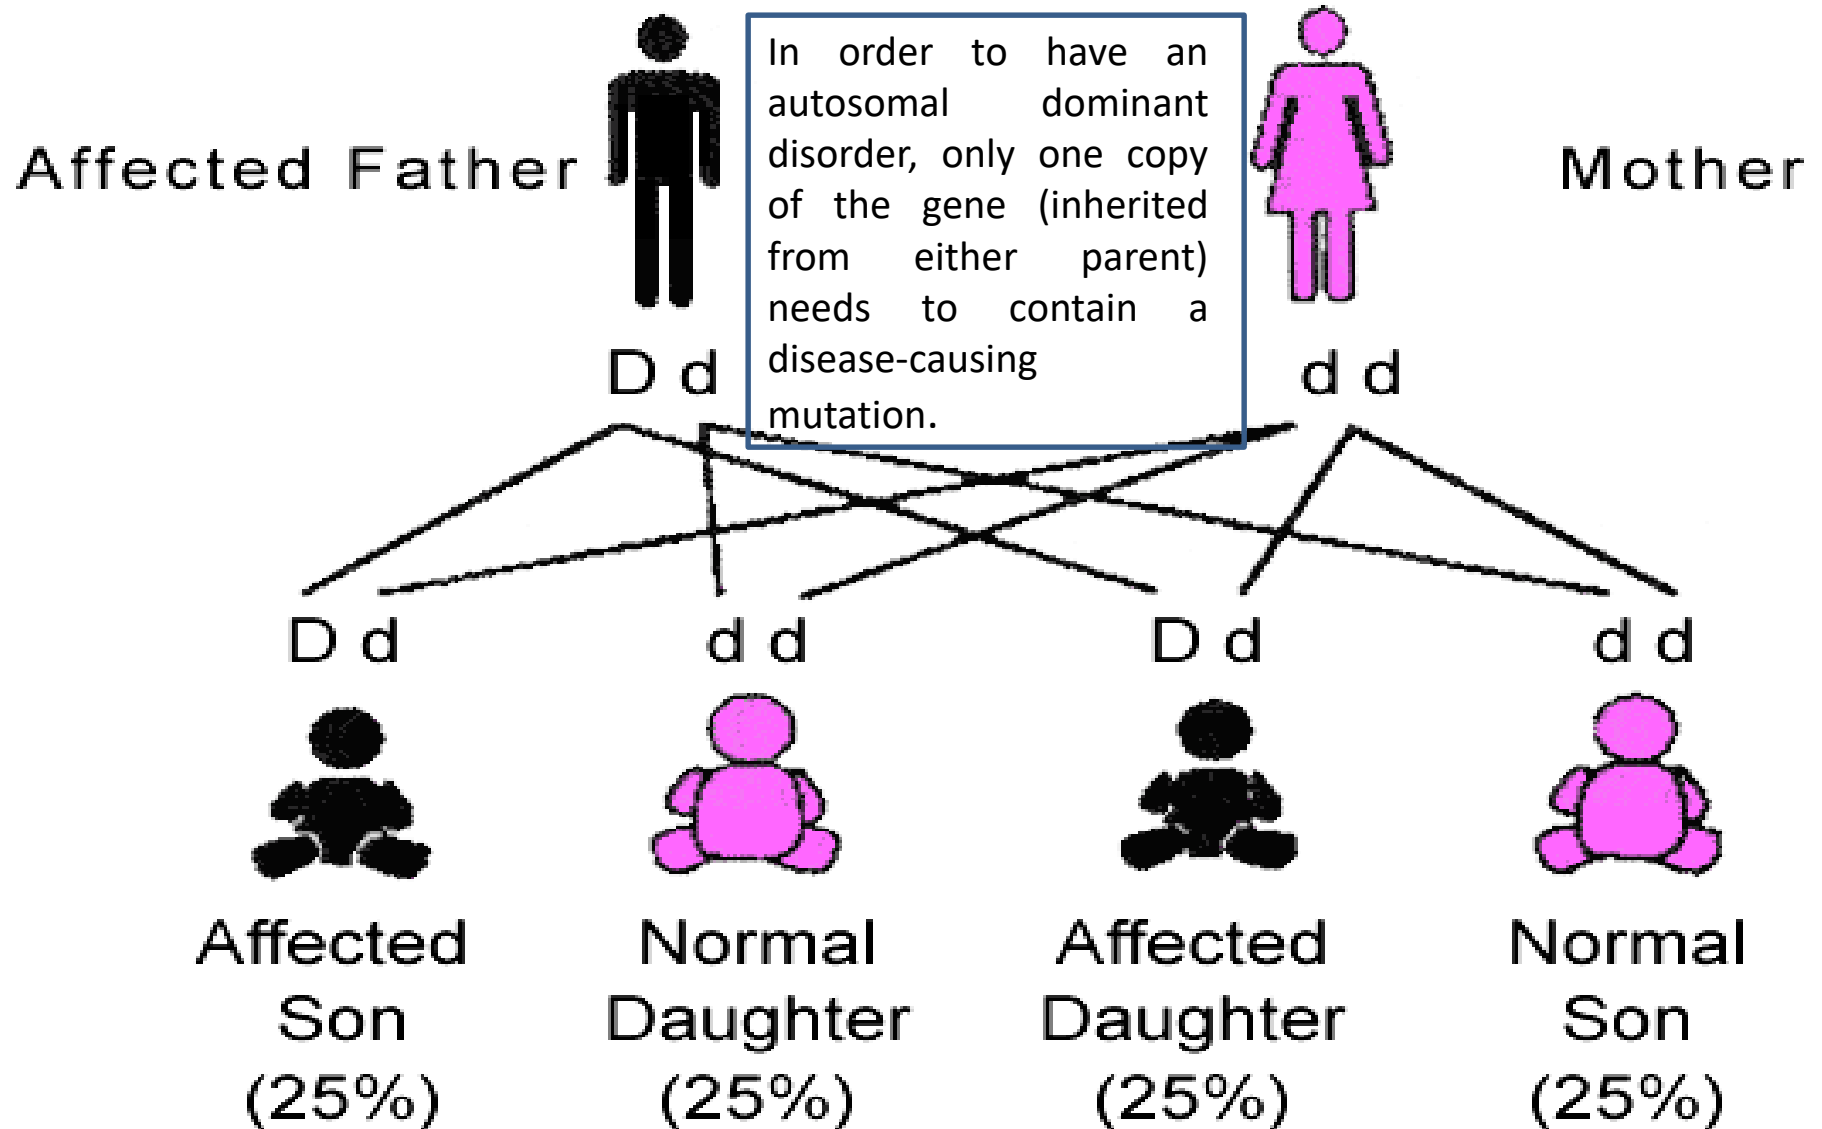 Affected Father
In order to have an
autosomal dominant
disorder, only one copy
of the gene (inherited
from either parent)
needs to contain a
disease-causing
mutation.
Mother
D d
d d
D d
d d
D d
d d
Affected
Son
(25%)
Normal
Daughter
(25%)
Affected
Daughter
(25%)
Normal
Son
(25%)